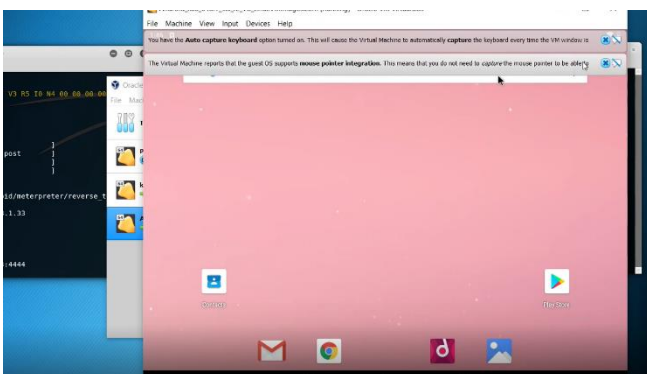 File Machine View Input Devices Help
You have the Auto capture keyboard option turned on. This will cause the Virtual Machine to automatically capture the keyboard every time the VM window is
The Virtual Machine reports that the guest OS supports mouse pointer integration. This means that you do not need to capture the mouse pointer to be able
Oracle
File Mac
V3 R5 I0 N4 00 00 00 00
post ]
]
]
id/meterpreter/reverse_t
.1.33
:4444
Contacts
Play Store